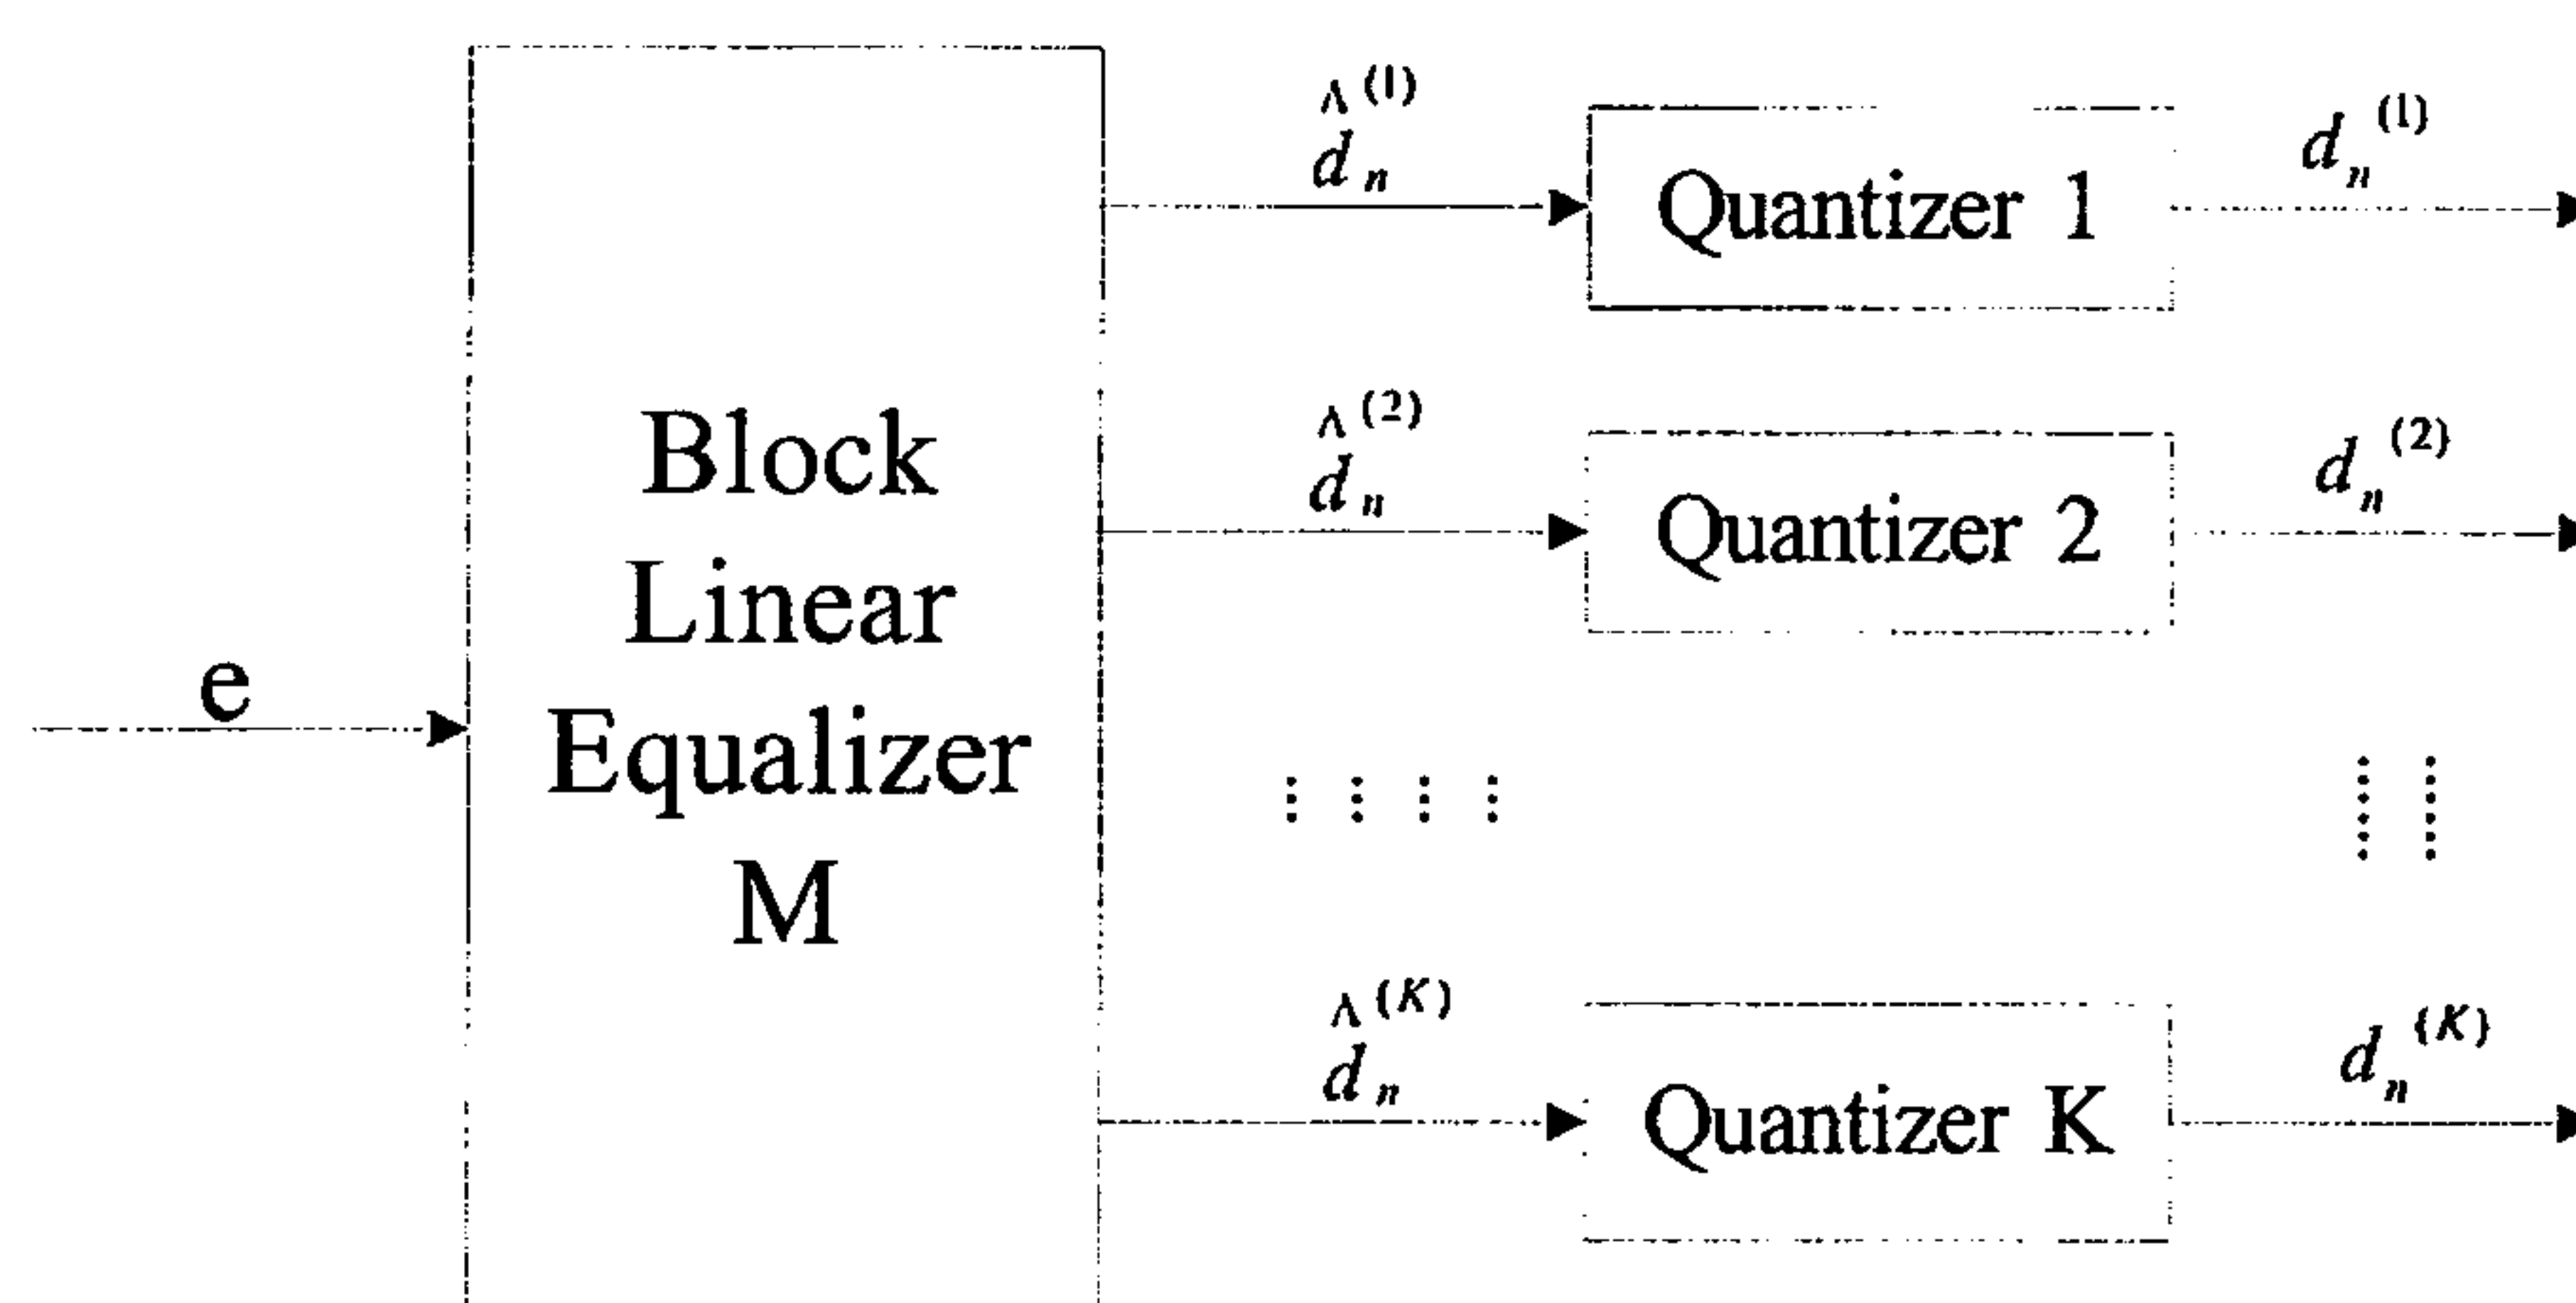 e
Block
Linear
Equalizer
M
d̂ₙ⁽¹⁾
Quantizer 1
dₙ⁽¹⁾
d̂ₙ⁽²⁾
Quantizer 2
dₙ⁽²⁾
d̂ₙ⁽ᴷ⁾
Quantizer K
dₙ⁽ᴷ⁾